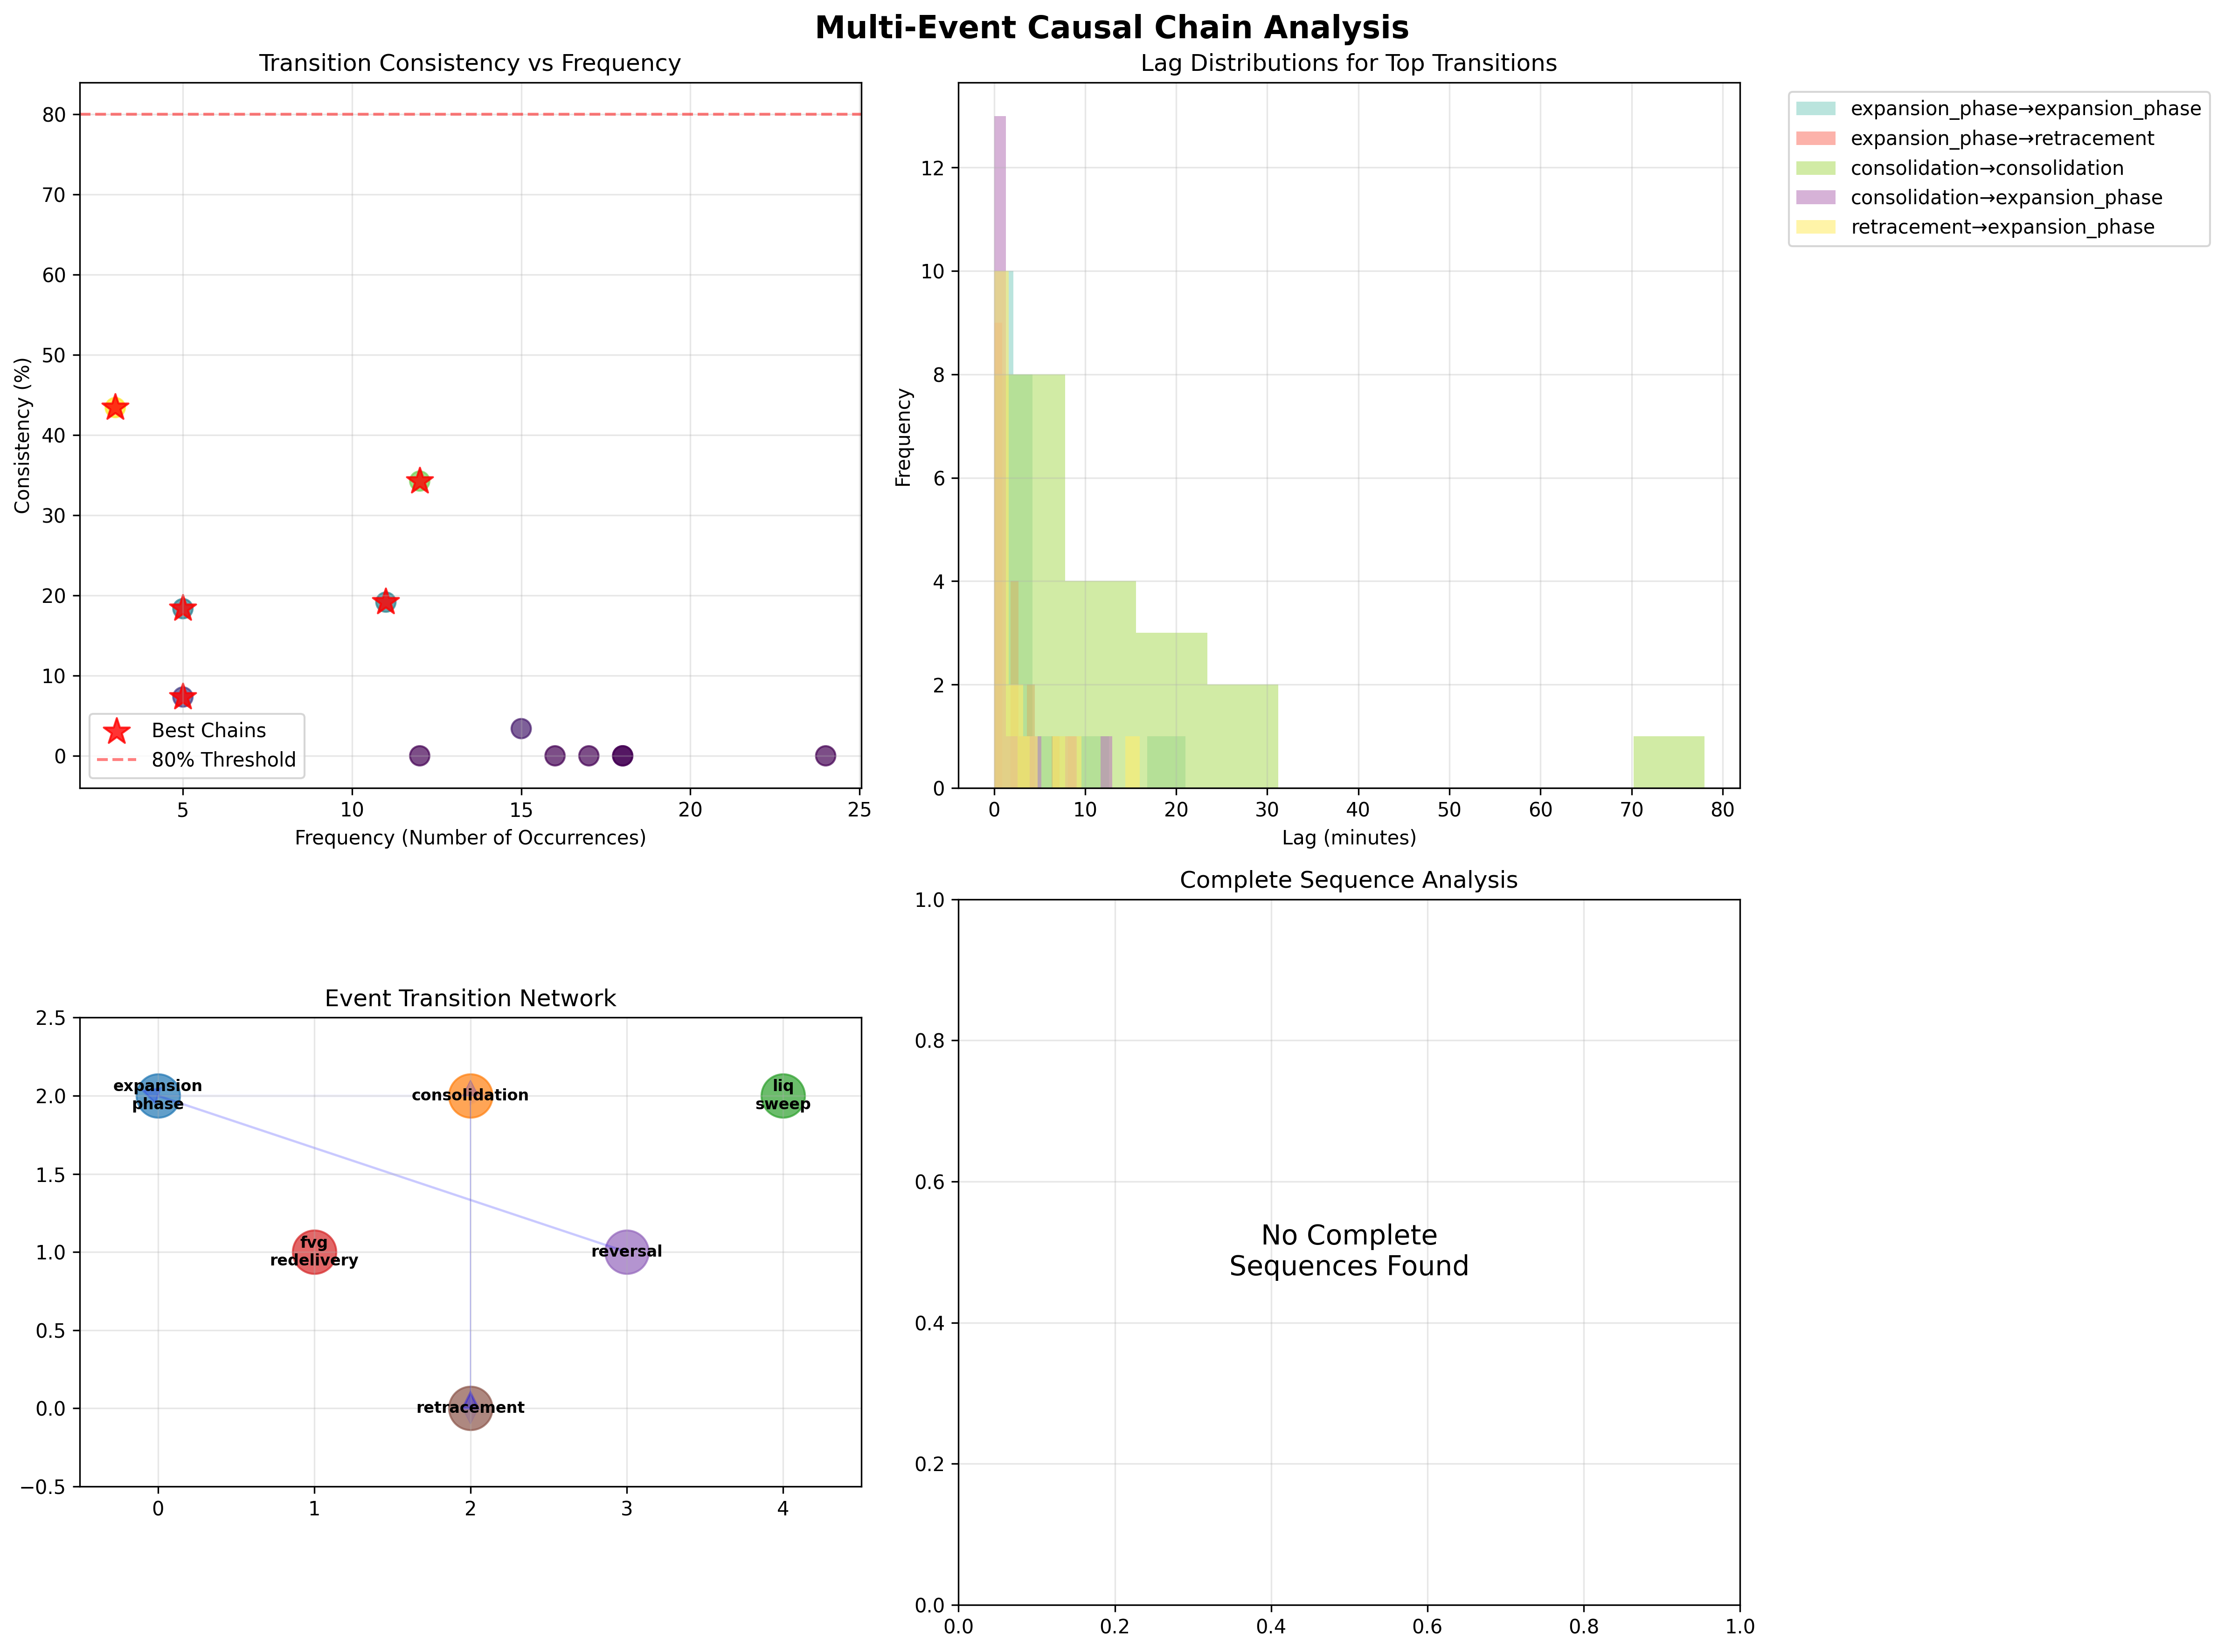 Multi-Event Causal Chain Analysis
Transition Consistency vs Frequency
80
70
60
50
40
30
20
10
0
Consistency (%)
Best Chains
80% Threshold
5
10
15
20
25
Frequency (Number of Occurrences)
Lag Distributions for Top Transitions
12
10
8
6
4
2
0
Frequency
0
10
20
30
40
50
60
70
80
Lag (minutes)
expansion_phase→expansion_phase
expansion_phase→retracement
consolidation→consolidation
consolidation→expansion_phase
retracement→expansion_phase
Event Transition Network
2.5
2.0
1.5
1.0
0.5
0.0
−0.5
expansion
phase
consolidation
liq
sweep
fvg
redelivery
reversal
retracement
0
1
2
3
4
Complete Sequence Analysis
1.0
0.8
0.6
0.4
0.2
0.0
No Complete
Sequences Found
0.0
0.2
0.4
0.6
0.8
1.0